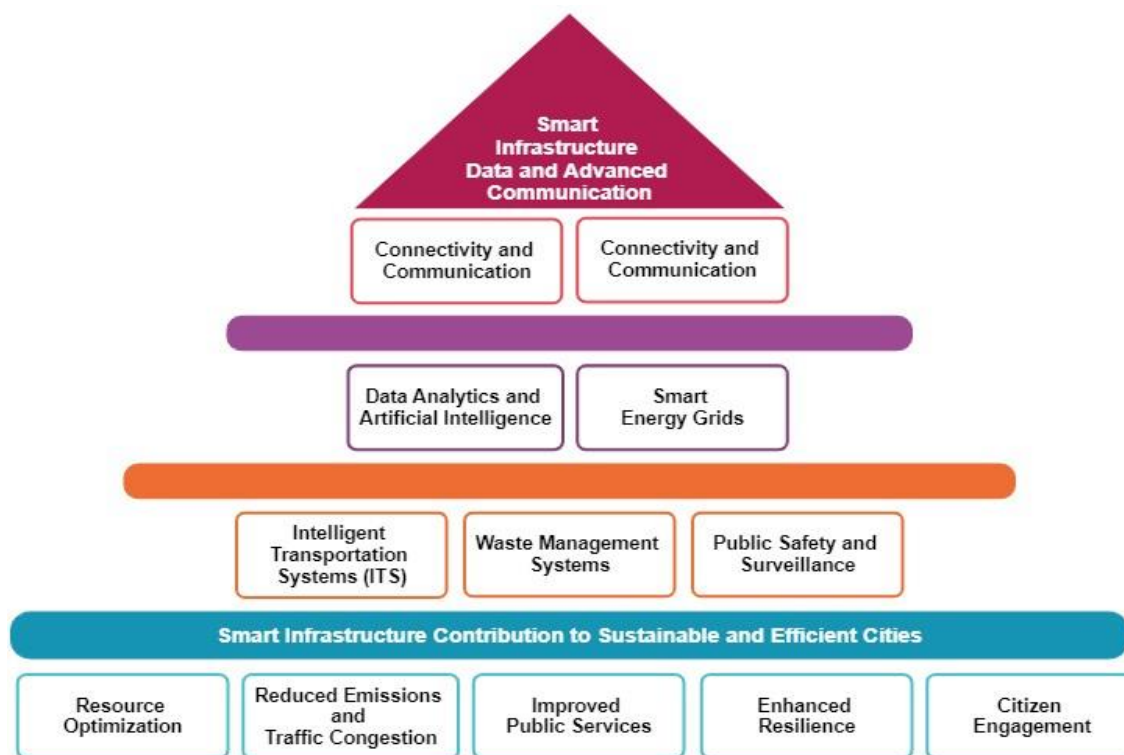 Smart
Infrastructure
Data and Advanced
Communication
Connectivity and
Communication
Connectivity and
Communication
Data Analytics and
Artificial Intelligence
Smart
Energy Grids
Intelligent
Transportation
Systems (ITS)
Waste Management
Systems
Public Safety and
Surveillance
Smart Infrastructure Contribution to Sustainable and Efficient Cities
Resource
Optimization
Reduced Emissions
and
Traffic Congestion
Improved
Public Services
Enhanced
Resilience
Citizen
Engagement